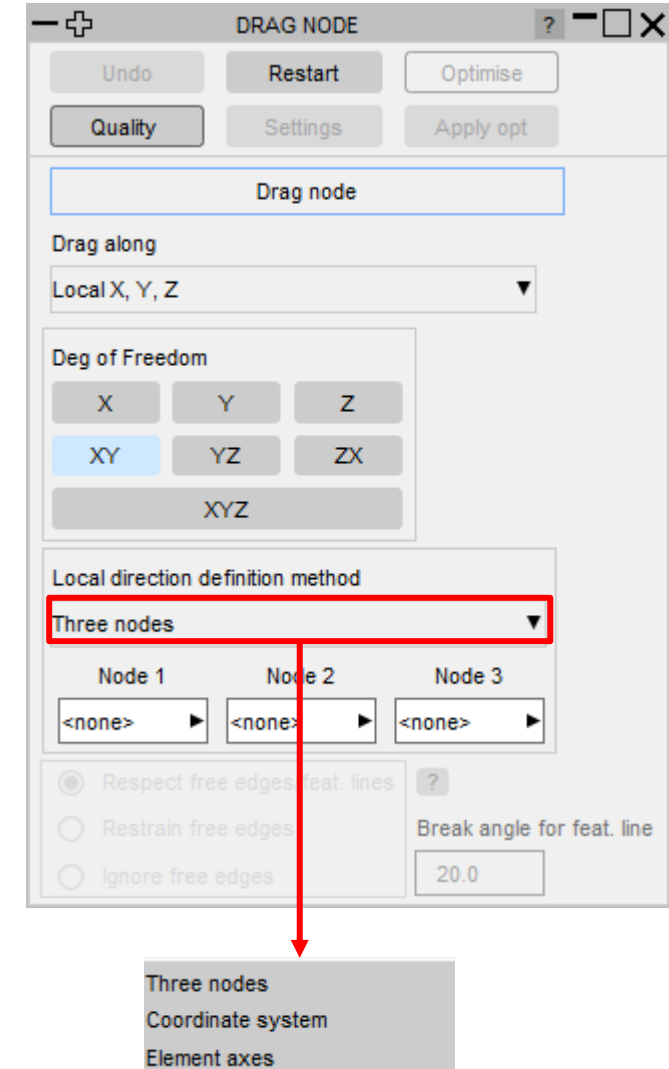 DRAG NODE ?
Undo Restart Optimise
Quality Settings Apply opt
Drag node
Drag along
Local X, Y, Z
Deg of Freedom
X Y Z
XY YZ ZX
XYZ
Local direction definition method
Three nodes
Node 1 Node 2 Node 3
<none> <none> <none>
Respect free edges/feat. lines ?
Restrain free edges Break angle for feat. line
Ignore free edges 20.0
Three nodes
Coordinate system
Element axes